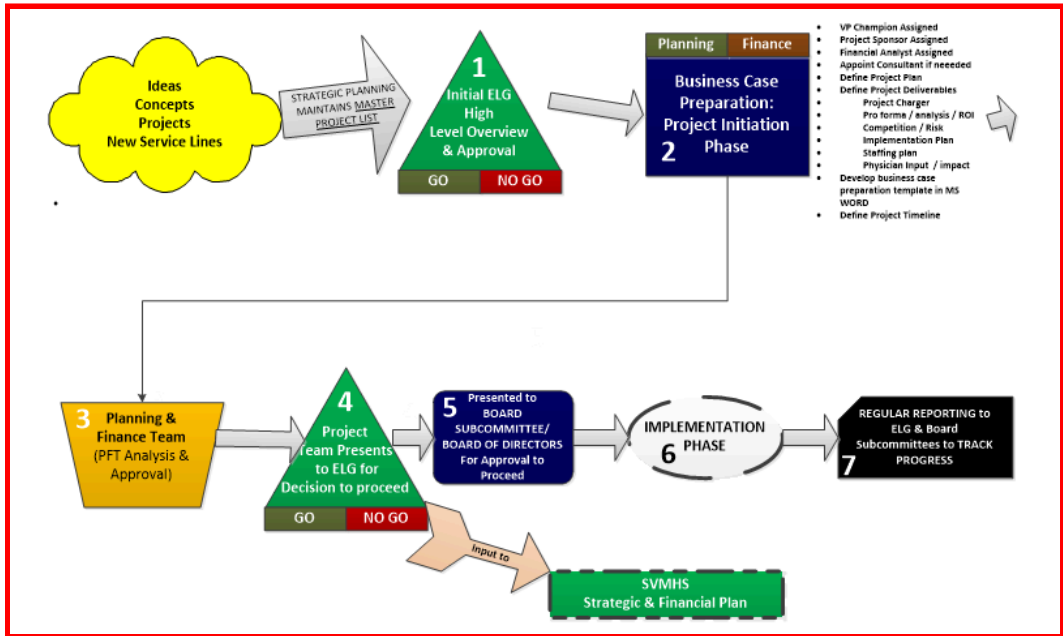 Ideas
Concepts
Projects
New Service Lines
STRATEGIC PLANNING
MAINTAINS MASTER
PROJECT LIST
1
Initial ELG
High
Level Overview
& Approval
GO
NO GO
Planning
Finance
Business Case
Preparation:
Project Initiation
Phase
2
• VP Champion Assigned
• Project Sponsor Assigned
• Financial Analyst Assigned
• Appoint Consultant if neeeded
• Define Project Plan
• Define Project Deliverables
• Project Charger
• Pro forma / analysis / ROI
• Competition / Risk
• Implementation Plan
• Staffing plan
• Physician Input / impact
• Develop business case
preparation template in MS
WORD
• Define Project Timeline
3
Planning &
Finance Team
(PFT Analysis &
Approval)
4
Project
Team Presents
to ELG for
Decision to proceed
GO
NO GO
5
Presented to
BOARD
SUBCOMMITTEE/
BOARD OF DIRECTORS
For Approval to
Proceed
IMPLEMENTATION
PHASE
6
REGULAR REPORTING to
ELG & Board
Subcommittees to TRACK
PROGRESS
7
Input to
SVMHS
Strategic & Financial Plan